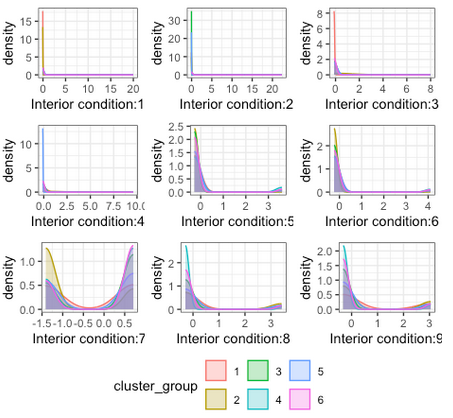 density
15
10
5
0
0 5 10 15 20
Interior condition:1
density
30
20
10
0
0 5 10 15 20
Interior condition:2
density
8
6
4
2
0
0 2 4 6 8
Interior condition:3
density
10
5
0
0.0 2.5 5.0 7.5 10.0
Interior condition:4
density
2.5
2.0
1.5
1.0
0.5
0.0
0 1 2 3
Interior condition:5
density
2
1
0
0 1 2 3 4
Interior condition:6
density
1.0
0.5
0.0
-1.5 -1.0 -0.5 0.0 0.5
Interior condition:7
density
2
1
0
0 1 2 3
Interior condition:8
density
2.0
1.5
1.0
0.5
0.0
0 1 2 3
Interior condition:9
cluster_group
1 3 5
2 4 6